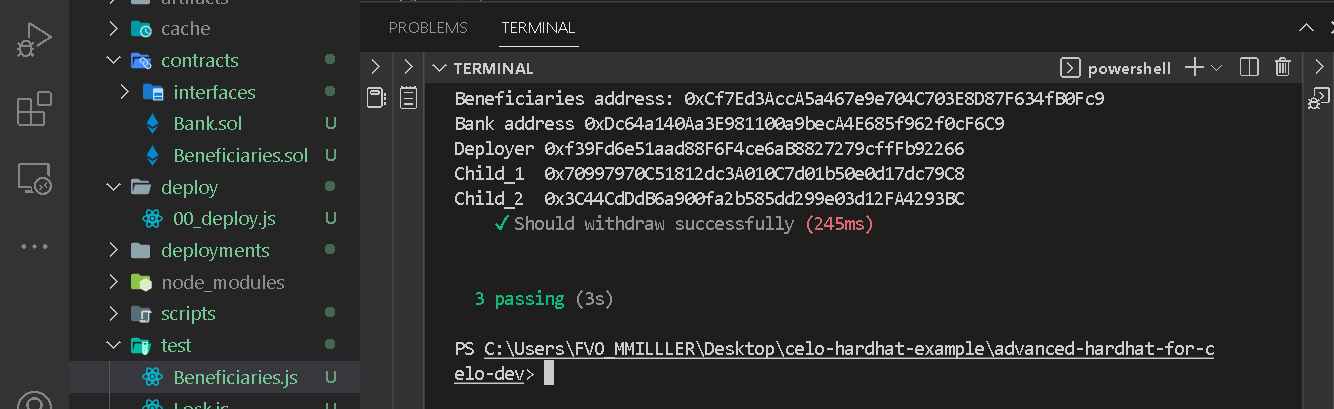 artifacts
cache
contracts
interfaces
Bank.sol U
Beneficiaries.sol U
deploy
00_deploy.js U
deployments
node_modules
scripts
test
Beneficiaries.js U
Lock.js U
PROBLEMS TERMINAL
TERMINAL
powershell
Beneficiaries address: 0xCf7Ed3AccA5a467e9e704C703E8D87F634fB0Fc9
Bank address 0xDc64a140Aa3E981100a9becA4E685f962f0cF6C9
Deployer 0xf39Fd6e51aad88F6F4ce6aB8827279cffFb92266
Child_1 0x70997970C51812dc3A010C7d01b50e0d17dc79C8
Child_2 0x3C44CdDdB6a900fa2b585dd299e03d12FA4293BC
✓ Should withdraw successfully (245ms)
3 passing (3s)
PS C:\Users\FVO_MMILLLER\Desktop\celo-hardhat-example\advanced-hardhat-for-c
elo-dev>